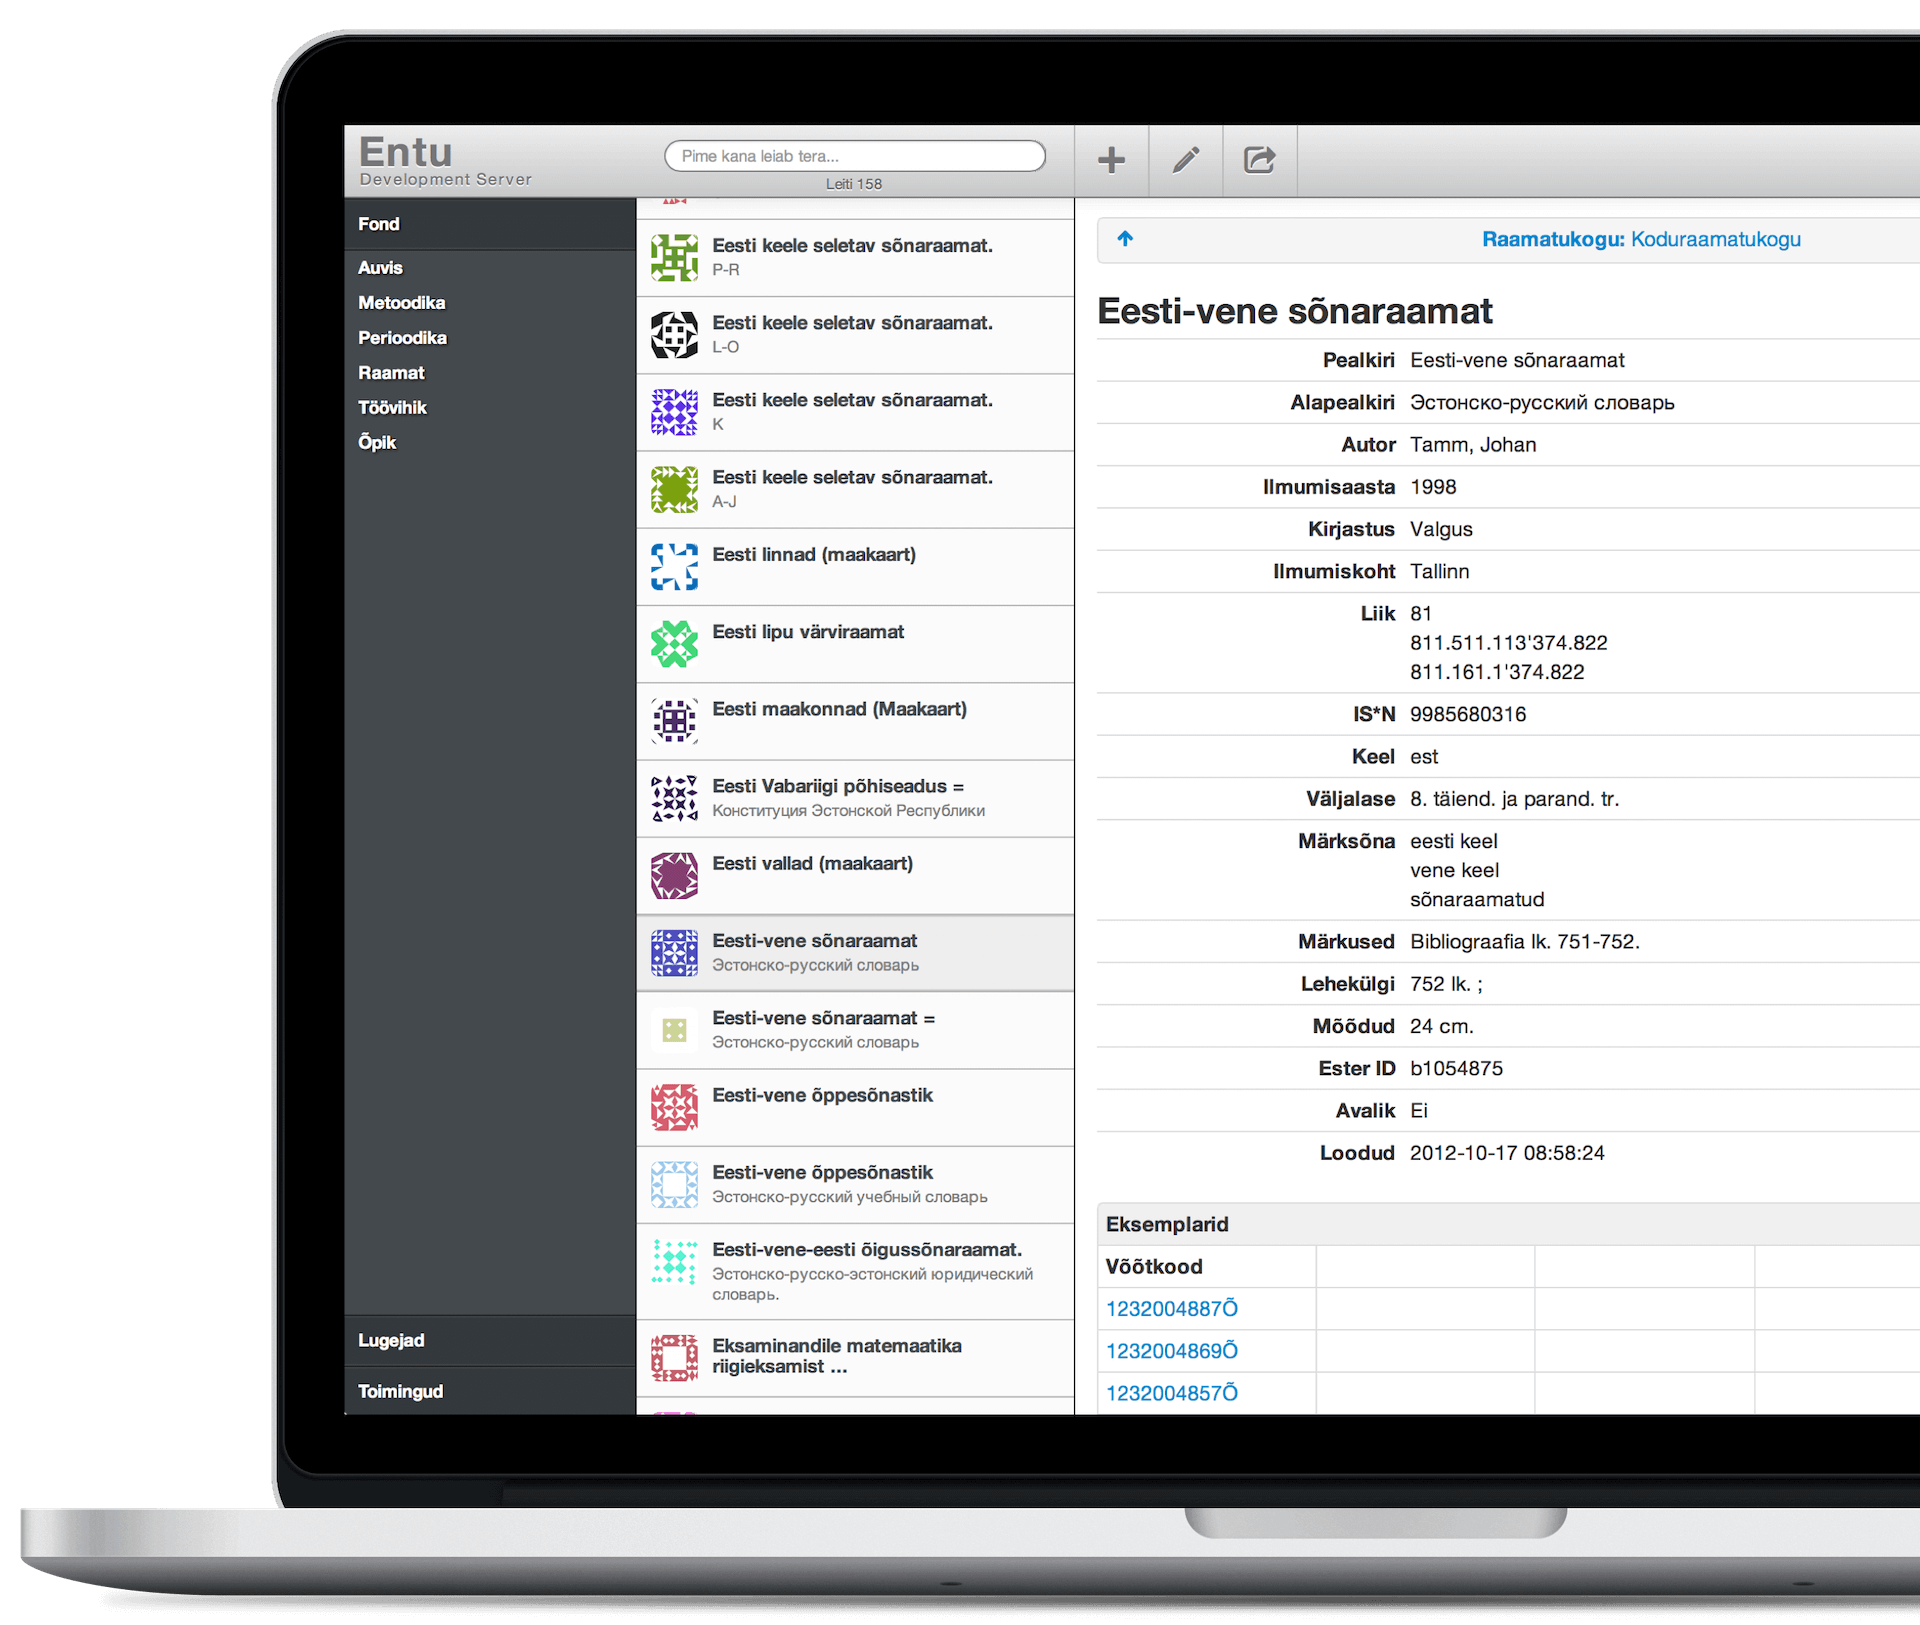 Entu
Development Server
Pime kana leiab tera...
Leiti 158
Fond
Auvis
Metoodika
Perioodika
Raamat
Töövihik
Õpik
Lugejad
Toimingud
Eesti keele seletav sõnaraamat.
P-R
Eesti keele seletav sõnaraamat.
L-O
Eesti keele seletav sõnaraamat.
K
Eesti keele seletav sõnaraamat.
A-J
Eesti linnad (maakaart)
Eesti lipu värviraamat
Eesti maakonnad (Maakaart)
Eesti Vabariigi põhiseadus =
Конституция Эстонской Республики
Eesti vallad (maakaart)
Eesti-vene sõnaraamat
Эстонско-русский словарь
Eesti-vene sõnaraamat =
Эстонско-русский словарь
Eesti-vene õppesõnastik
Eesti-vene õppesõnastik
Эстонско-русский учебный словарь
Eesti-vene-eesti õigussõnaraamat.
Эстонско-русско-эстонский юридический
словарь.
Eksaminandile matemaatika
riigieksamist ...
Raamatukogu: Koduraamatukogu
Eesti-vene sõnaraamat
Pealkiri Eesti-vene sõnaraamat
Alapealkiri Эстонско-русский словарь
Autor Tamm, Johan
Ilmumisaasta 1998
Kirjastus Valgus
Ilmumiskoht Tallinn
Liik 81
811.511.113'374.822
811.161.1'374.822
IS*N 9985680316
Keel est
Väljalase 8. täiend. ja parand. tr.
Märksõna eesti keel
vene keel
sõnaraamatud
Märkused Bibliograafia lk. 751-752.
Lehekülgi 752 lk. ;
Mõõdud 24 cm.
Ester ID b1054875
Avalik Ei
Loodud 2012-10-17 08:58:24
Eksemplarid
Vöötkood
1232004887Õ
1232004869Õ
1232004857Õ